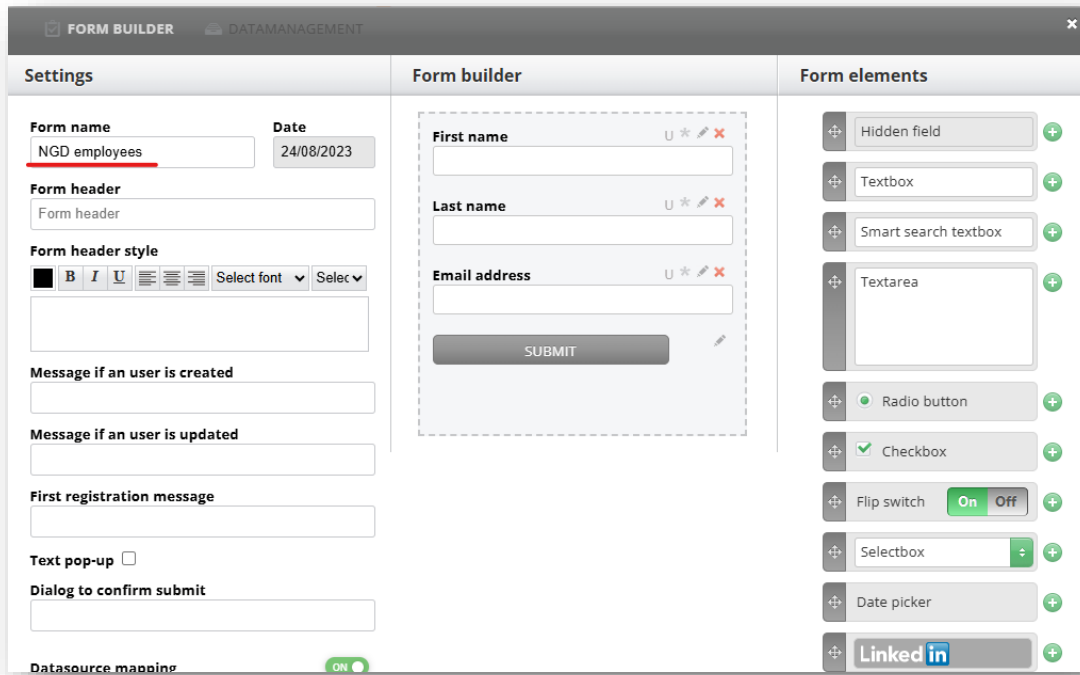 FORM BUILDER DATAMANAGEMENT
Settings
Form name Date
NGD employees 24/08/2023
Form header
Form header
Form header style
B I U Select font Selec
Message if an user is created
Message if an user is updated
First registration message
Text pop-up
Dialog to confirm submit
Datasource mapping ON
Form builder
First name U
Last name U
Email address U
SUBMIT
Form elements
Hidden field
Textbox
Smart search textbox
Textarea
Radio button
Checkbox
Flip switch On Off
Selectbox
Date picker
Linked in